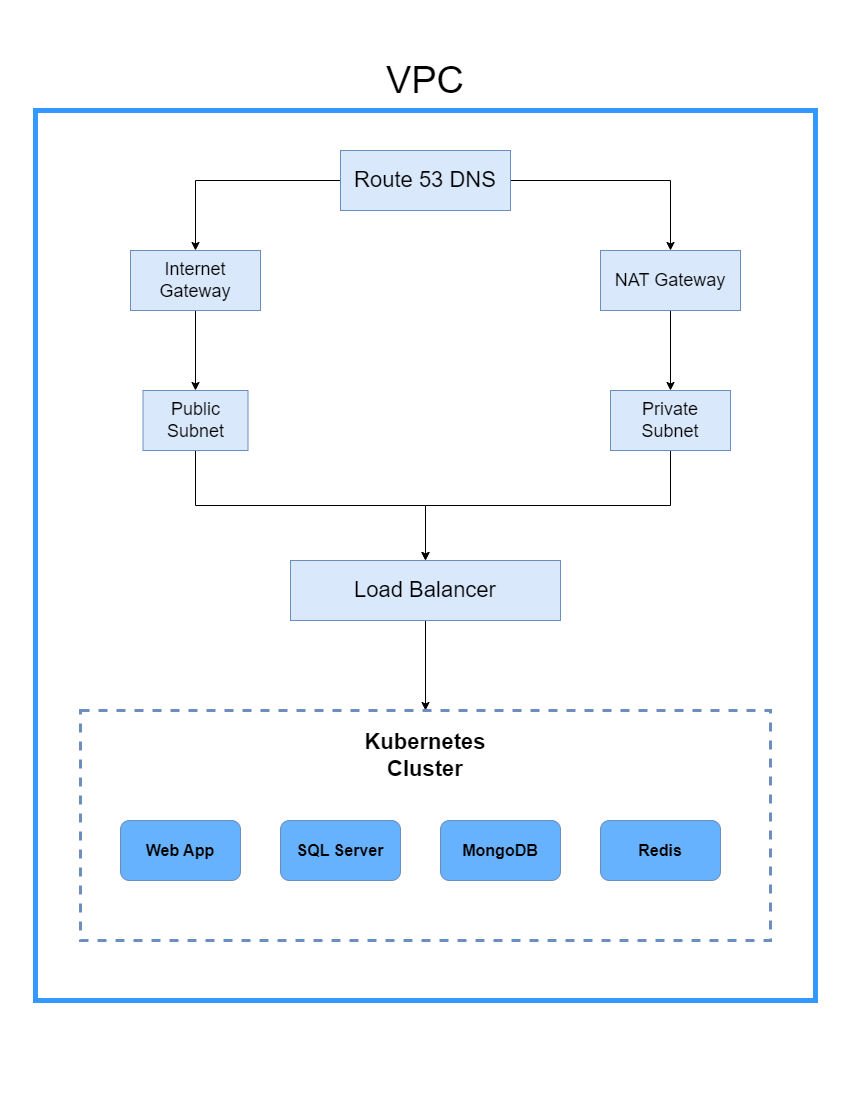 VPC
Route 53 DNS
Internet
Gateway
NAT Gateway
Public
Subnet
Private
Subnet
Load Balancer
Kubernetes
Cluster
Web App
SQL Server
MongoDB
Redis